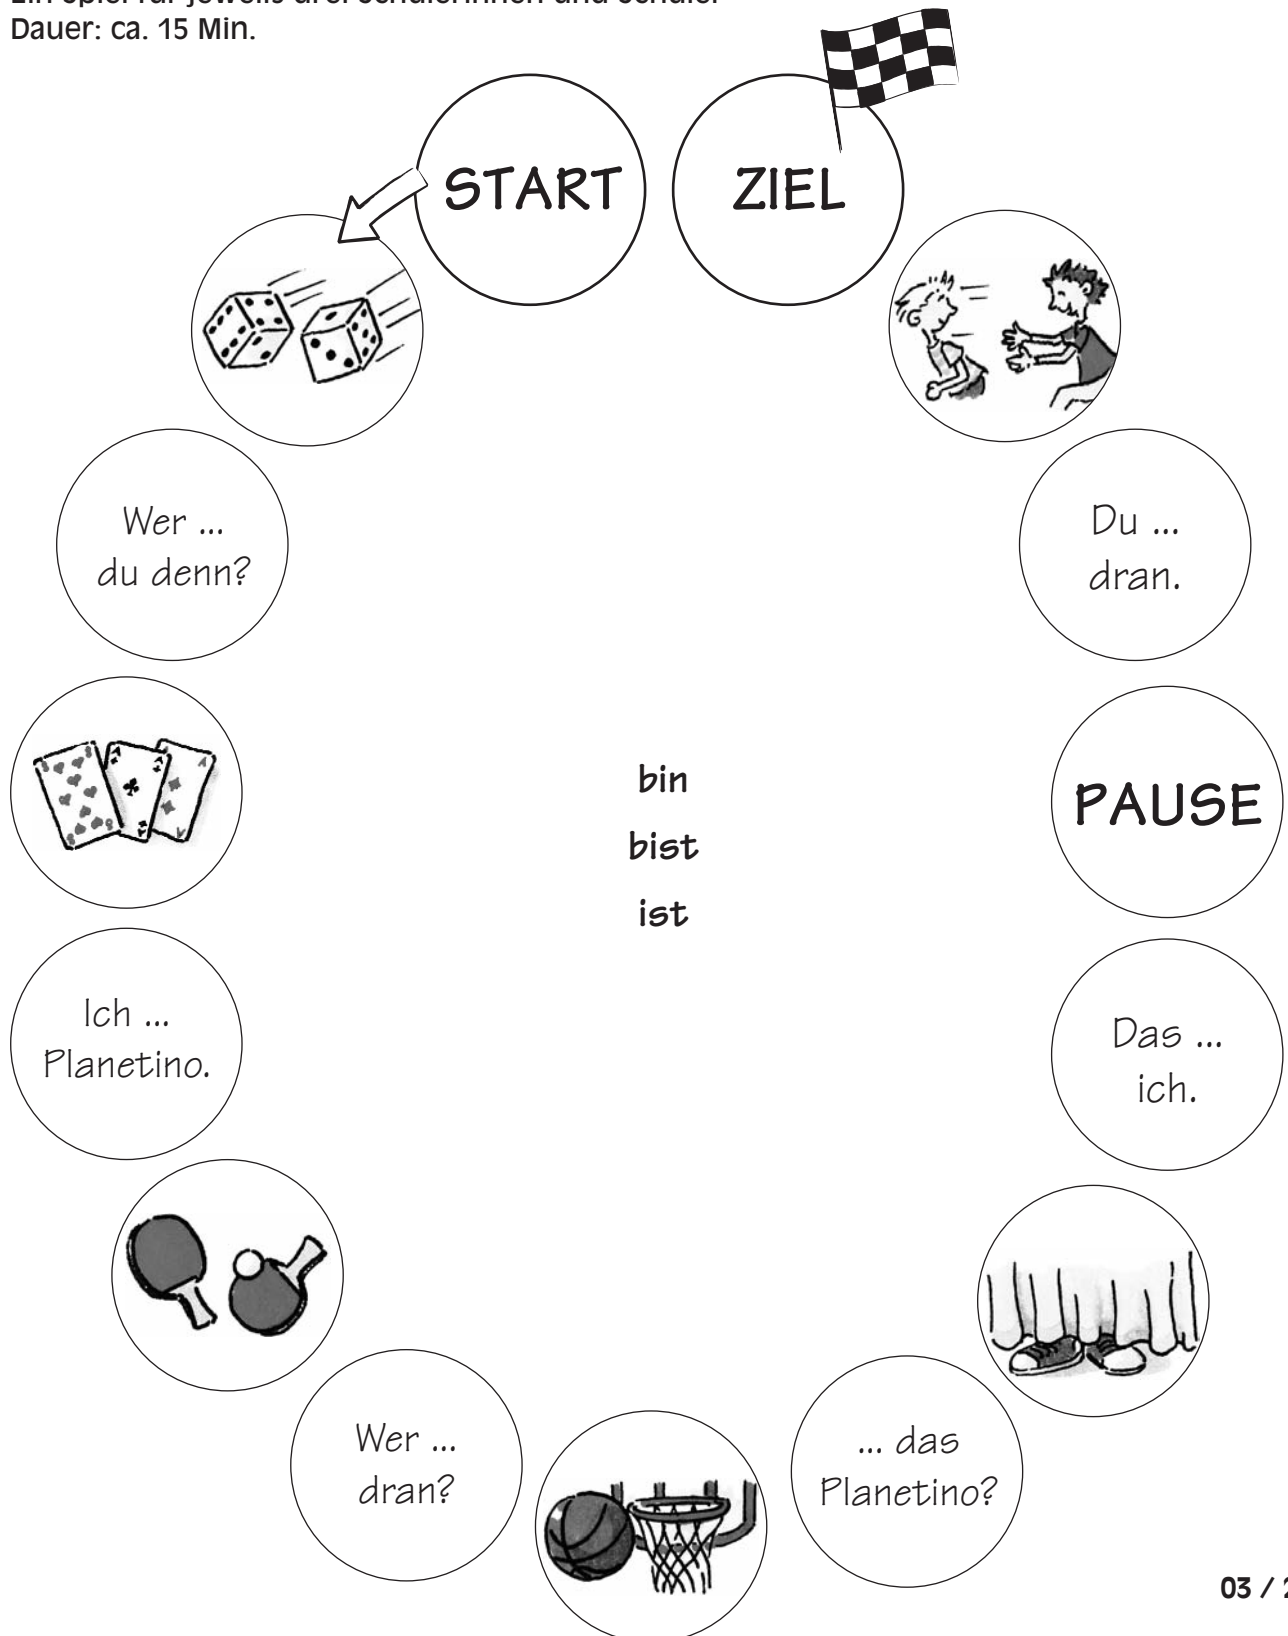 Dauer: ca. 15 Min.
START
ZIEL
Wer ...
du denn?
Du ...
dran.
bin
bist
ist
PAUSE
Ich ...
Planetino.
Das ...
ich.
Wer ...
dran?
... das
Planetino?
03 /